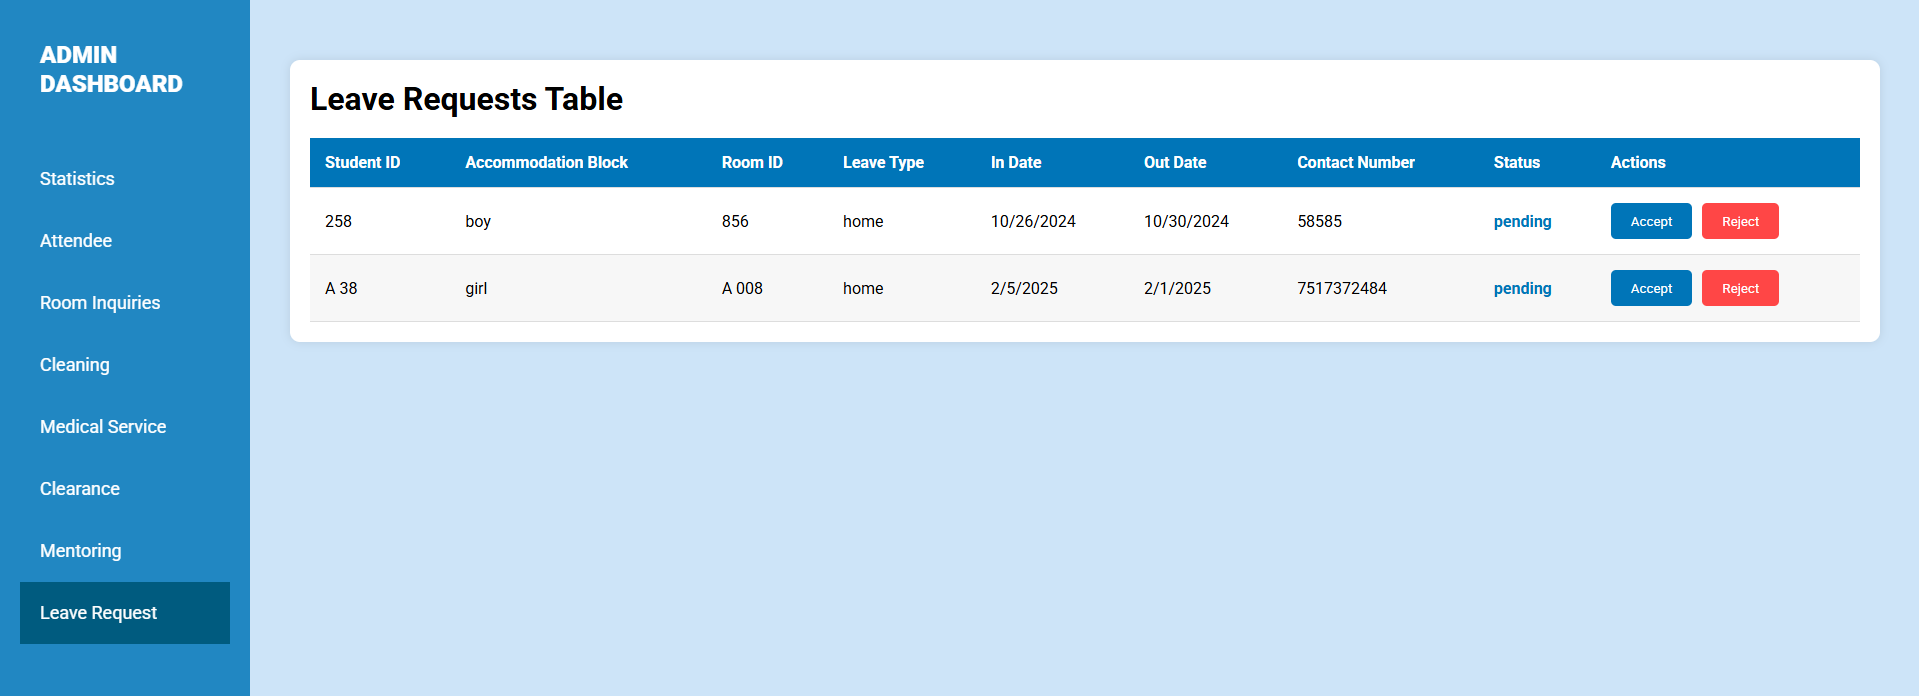 ADMIN
DASHBOARD
Statistics
Attendee
Room Inquiries
Cleaning
Medical Service
Clearance
Mentoring
Leave Request
Leave Requests Table
Student ID Accommodation Block Room ID Leave Type In Date Out Date Contact Number Status Actions
258 boy 856 home 10/26/2024 10/30/2024 58585 pending Accept Reject
A 38 girl A 008 home 2/5/2025 2/1/2025 7517372484 pending Accept Reject